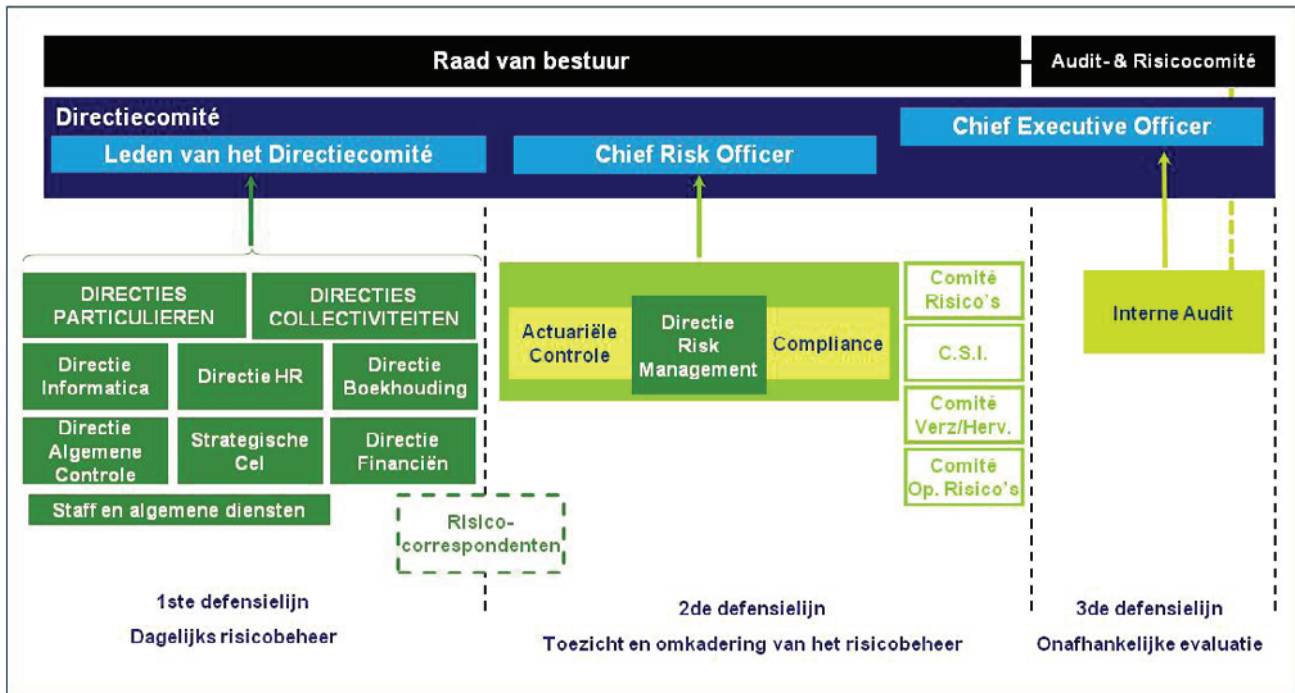 Raad van bestuur
Audit- & Risicocomité
Directiecomité
Leden van het Directiecomité
Chief Risk Officer
Chief Executive Officer
DIRECTIES
PARTICULIEREN
DIRECTIES
COLLECTIVITEITEN
Directie
Informatica
Directie HR
Directie
Boekhouding
Directie
Algemene
Controle
Strategische
Cel
Directie
Financiën
Staff en algemene diensten
Risico-
correspondenten
Actuariële
Controle
Directie
Risk
Management
Compliance
Comité
Risico's
C.S.I.
Comité
Verz/Herv.
Comité
Op. Risico's
Interne Audit
1ste defensielijn
Dagelijks risicobeheer
2de defensielijn
Toezicht en omkadering van het risicobeheer
3de defensielijn
Onafhankelijke evaluatie